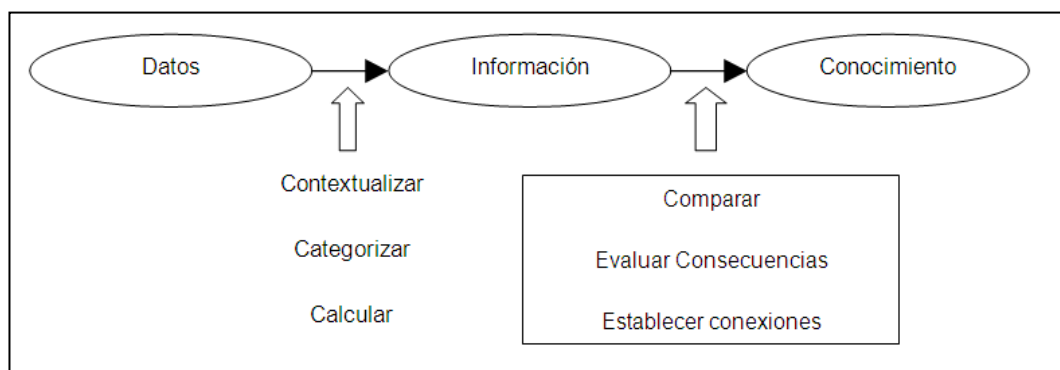 Datos
Información
Conocimiento
Contextualizar
Categorizar
Calcular
Comparar
Evaluar Consecuencias
Establecer conexiones